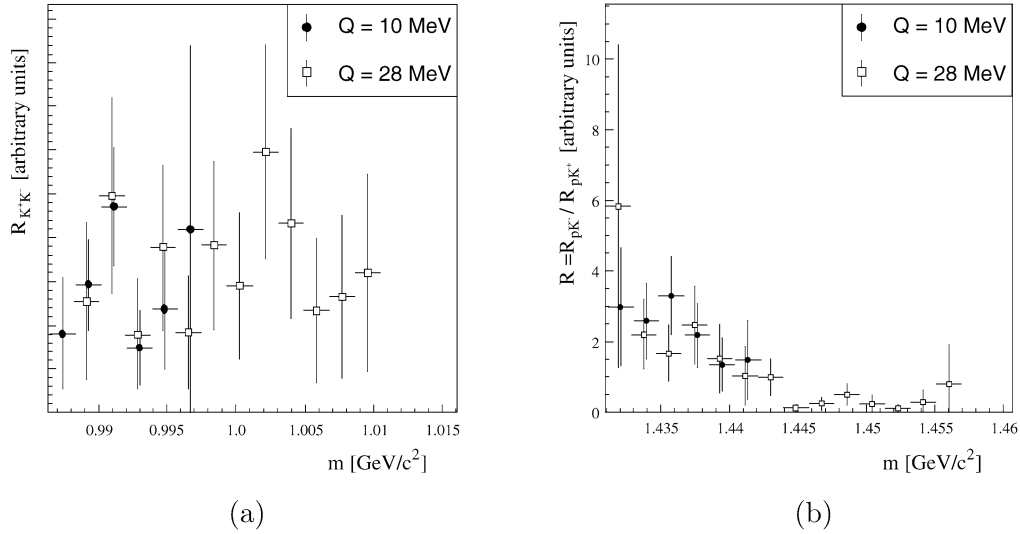 Q = 10 MeV
Q = 28 MeV
R_{K⁺K⁻} [arbitrary units]
0.99 0.995 1.0 1.005 1.01 1.015
m [GeV/c²]
(a)
Q = 10 MeV
Q = 28 MeV
R =R_{pK⁻}/ R_{pK⁺} [arbitrary units]
10
8
6
4
2
0
1.435 1.44 1.445 1.45 1.455 1.46
m [GeV/c²]
(b)